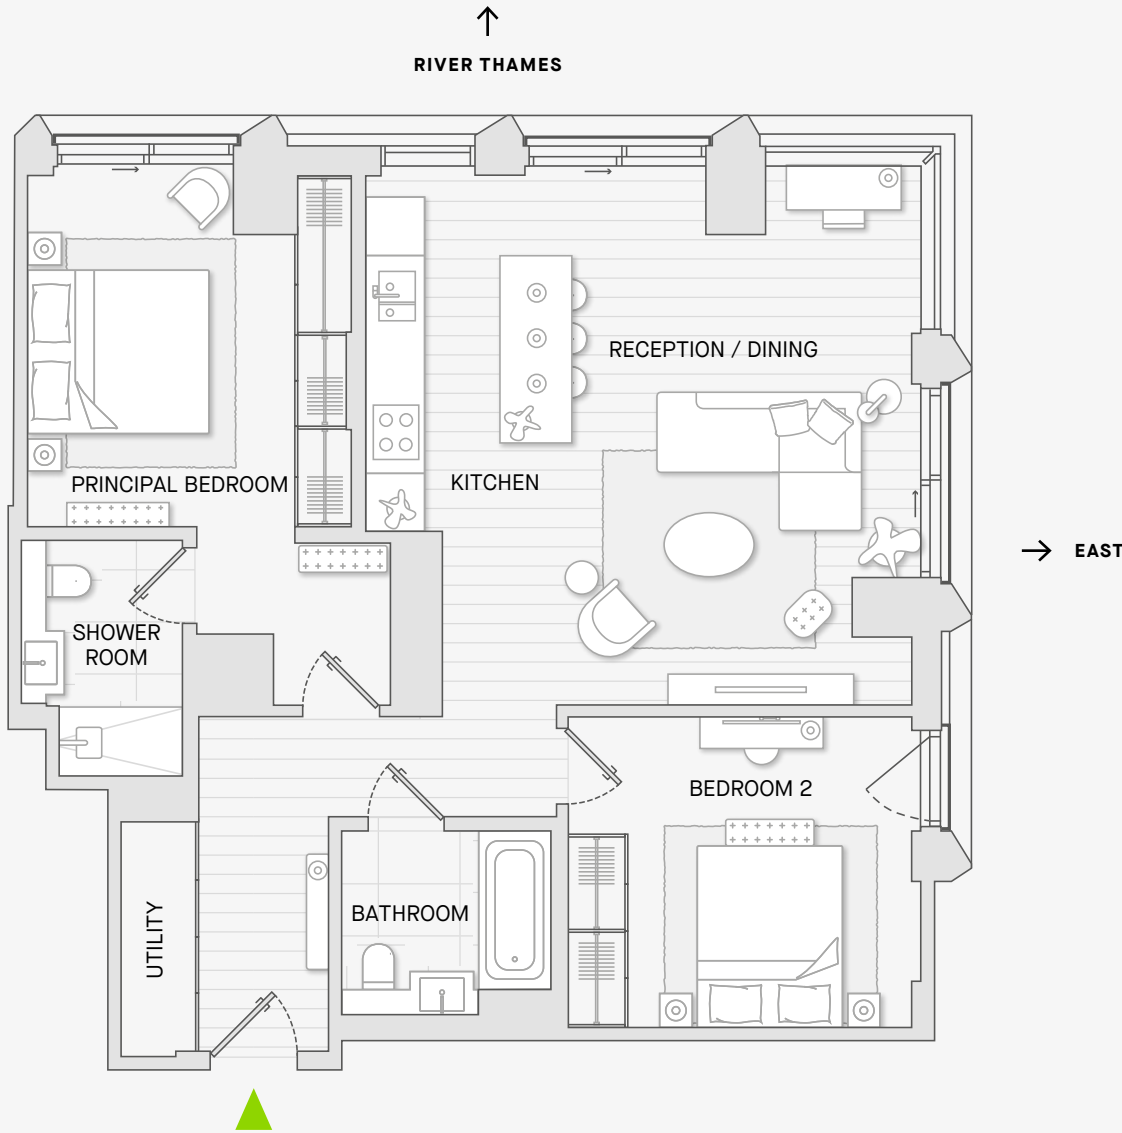 RIVER THAMES
RECEPTION / DINING
PRINCIPAL BEDROOM
KITCHEN
EAST
SHOWER
ROOM
BEDROOM 2
BATHROOM
UTILITY